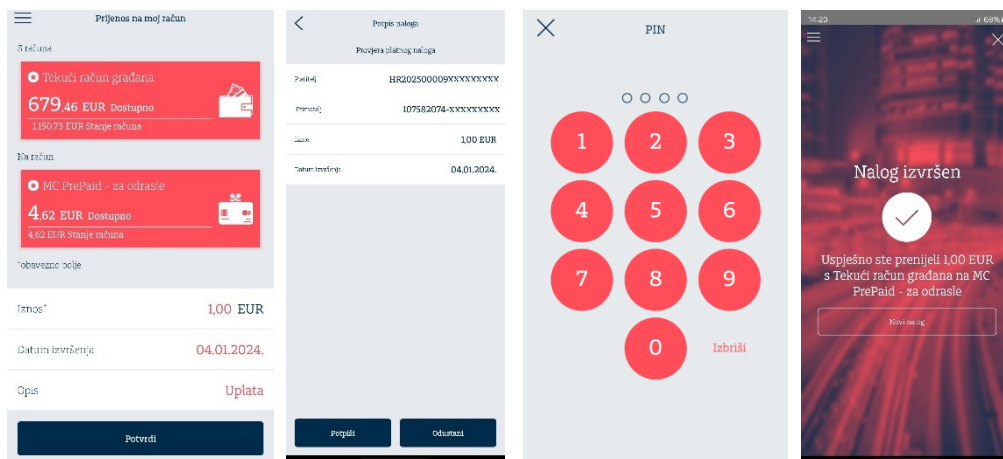 Prijenos na moj račun
S računa
Tekući račun građana
679,46 EUR Dostupno
1.150,73 EUR Stanje računa
Na račun
MC PrePaid - za odrasle
4,62 EUR Dostupno
4,62 EUR Stanje računa
*obavezno polje
Iznos* 1,00 EUR
Datum izvršenja 04.01.2024.
Opis Uplata
Potvrdi
Potpis naloga
Provjera platnog naloga
Platitelj HR202500009XXXXXXXXX
Primatelj 107582074-XXXXXXXXX
Iznos 1,00 EUR
Datum izvršenja 04.01.2024.
Potpiši Odustani
PIN
1 2 3
4 5 6
7 8 9
0 Izbriši
14:20 68%
Nalog izvršen
Uspješno ste prenijeli 1,00 EUR
s Tekući račun građana na MC
PrePaid - za odrasle
Novi nalog